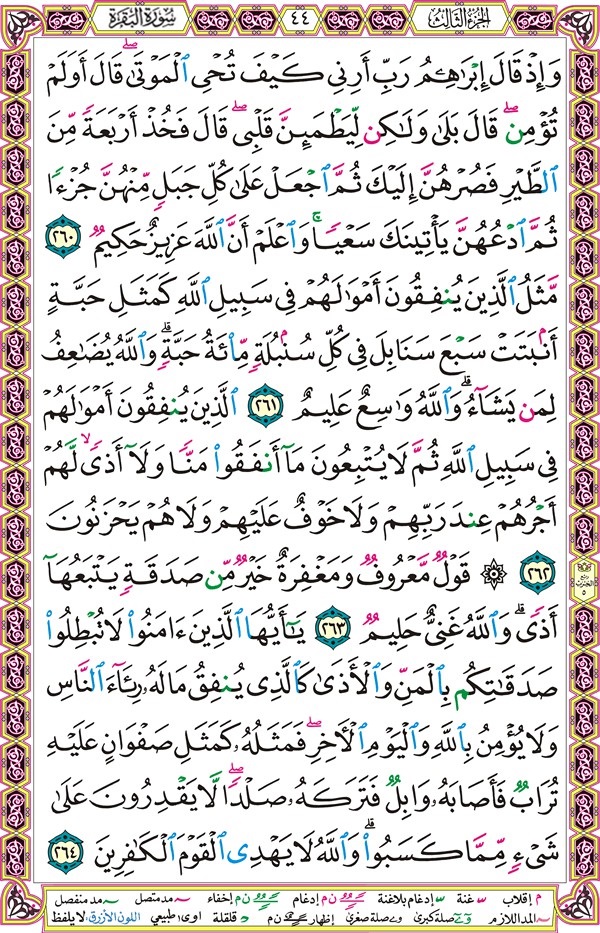 الجزء الثالث ٤٤ سورة البقرة
وَإِذۡ قَالَ إِبۡرَٰهِـۧمُ رَبِّ أَرِنِي كَيۡفَ تُحۡيِ ٱلۡمَوۡتَىٰۖ قَالَ أَوَلَمۡ
تُؤۡمِنۖ قَالَ بَلَىٰ وَلَٰكِن لِّيَطۡمَئِنَّ قَلۡبِيۖ قَالَ فَخُذۡ أَرۡبَعَةٗ مِّنَ
ٱلطَّيۡرِ فَصُرۡهُنَّ إِلَيۡكَ ثُمَّ ٱجۡعَلۡ عَلَىٰ كُلِّ جَبَلٖ مِّنۡهُنَّ جُزۡءٗا
ثُمَّ ٱدۡعُهُنَّ يَأۡتِينَكَ سَعۡيٗاۚ وَٱعۡلَمۡ أَنَّ ٱللَّهَ عَزِيزٌ حَكِيمٞ ٢٦٠
مَّثَلُ ٱلَّذِينَ يُنفِقُونَ أَمۡوَٰلَهُمۡ فِي سَبِيلِ ٱللَّهِ كَمَثَلِ حَبَّةٍ
أَنۢبَتَتۡ سَبۡعَ سَنَابِلَ فِي كُلِّ سُنۢبُلَةٖ مِّاْئَةُ حَبَّةٖۗ وَٱللَّهُ يُضَٰعِفُ
لِمَن يَشَآءُۚ وَٱللَّهُ وَٰسِعٌ عَلِيمٌ ٢٦١ ٱلَّذِينَ يُنفِقُونَ أَمۡوَٰلَهُمۡ
فِي سَبِيلِ ٱللَّهِ ثُمَّ لَا يُتۡبِعُونَ مَآ أَنفَقُواْ مَنّٗا وَلَآ أَذٗى لَّهُمۡ
أَجۡرُهُمۡ عِندَ رَبِّهِمۡ وَلَا خَوۡفٌ عَلَيۡهِمۡ وَلَا هُمۡ يَحۡزَنُونَ
٢٦٢ ۞ قَوۡلٞ مَّعۡرُوفٞ وَمَغۡفِرَةٌ خَيۡرٞ مِّن صَدَقَةٖ يَتۡبَعُهَآ
أَذٗىۗ وَٱللَّهُ غَنِيٌّ حَلِيمٞ ٢٦٣ يَٰٓأَيُّهَا ٱلَّذِينَ ءَامَنُواْ لَا تُبۡطِلُواْ
صَدَقَٰتِكُم بِٱلۡمَنِّ وَٱلۡأَذَىٰ كَٱلَّذِي يُنفِقُ مَالَهُۥ رِئَآءَ ٱلنَّاسِ
وَلَا يُؤۡمِنُ بِٱللَّهِ وَٱلۡيَوۡمِ ٱلۡأٓخِرِۖ فَمَثَلُهُۥ كَمَثَلِ صَفۡوَانٍ عَلَيۡهِ
تُرَابٞ فَأَصَابَهُۥ وَابِلٞ فَتَرَكَهُۥ صَلۡدٗاۖ لَّا يَقۡدِرُونَ عَلَىٰ
شَيۡءٖ مِّمَّا كَسَبُواْۗ وَٱللَّهُ لَا يَهۡدِي ٱلۡقَوۡمَ ٱلۡكَٰفِرِينَ ٢٦٤
م إقلاب غنة إدغام بلاغنة ن م إدغام إخفاء مد متصل مد منفصل
المد اللازم صلة كبرى صلة صغرى إظهار ن م قلقلة اوى طبيعي اللون الأزرق لا يلفظ